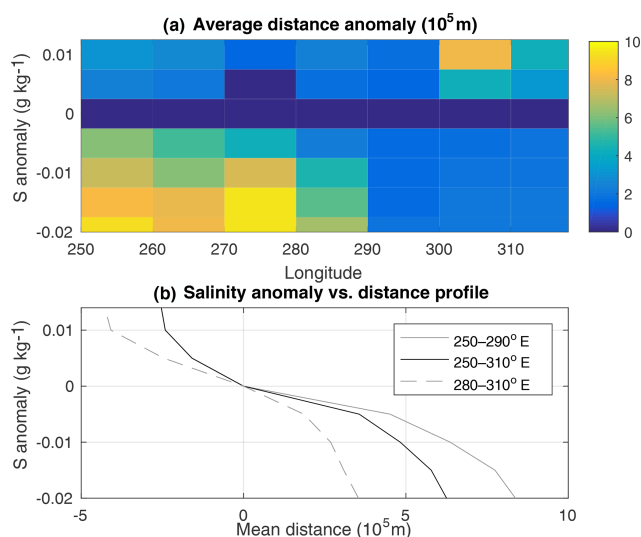 (a) Average distance anomaly (10⁵m)
S anomaly (g kg-1)
0.01
0
-0.01
-0.02
250 260 270 280 290 300 310
Longitude
10
8
6
4
2
0
(b) Salinity anomaly vs. distance profile
S anomaly (g kg-1)
0.01
0
-0.01
-0.02
250–290° E
250–310° E
280–310° E
-5 0 5 10
Mean distance (10⁵m)